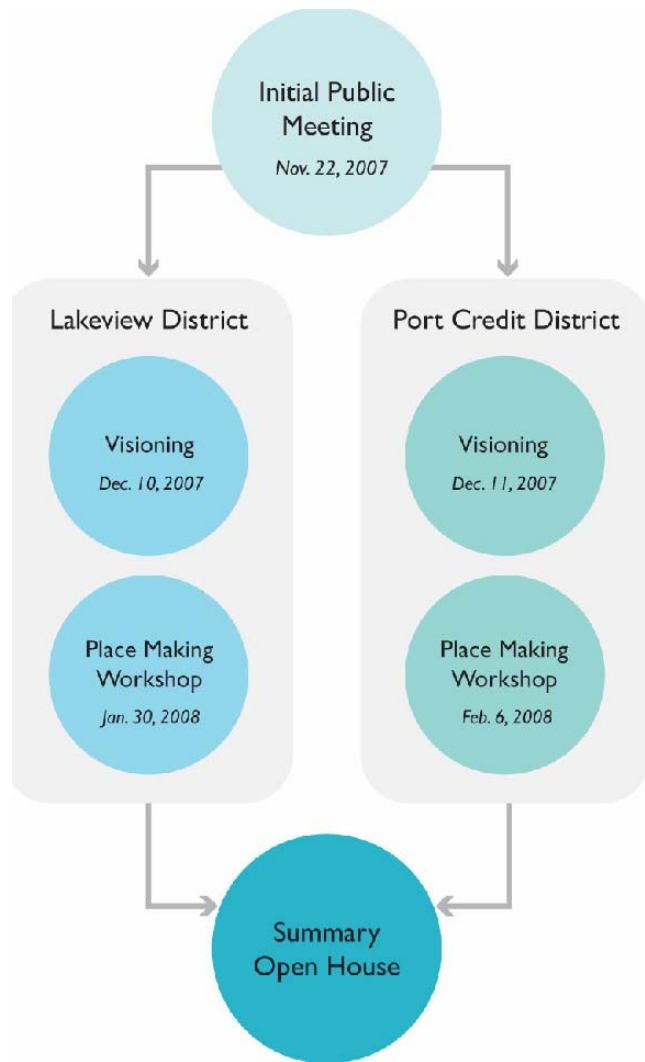 Initial Public
Meeting
Nov. 22, 2007
Lakeview District
Visioning
Dec. 10, 2007
Place Making
Workshop
Jan. 30, 2008
Port Credit District
Visioning
Dec. 11, 2007
Place Making
Workshop
Feb. 6, 2008
Summary
Open House